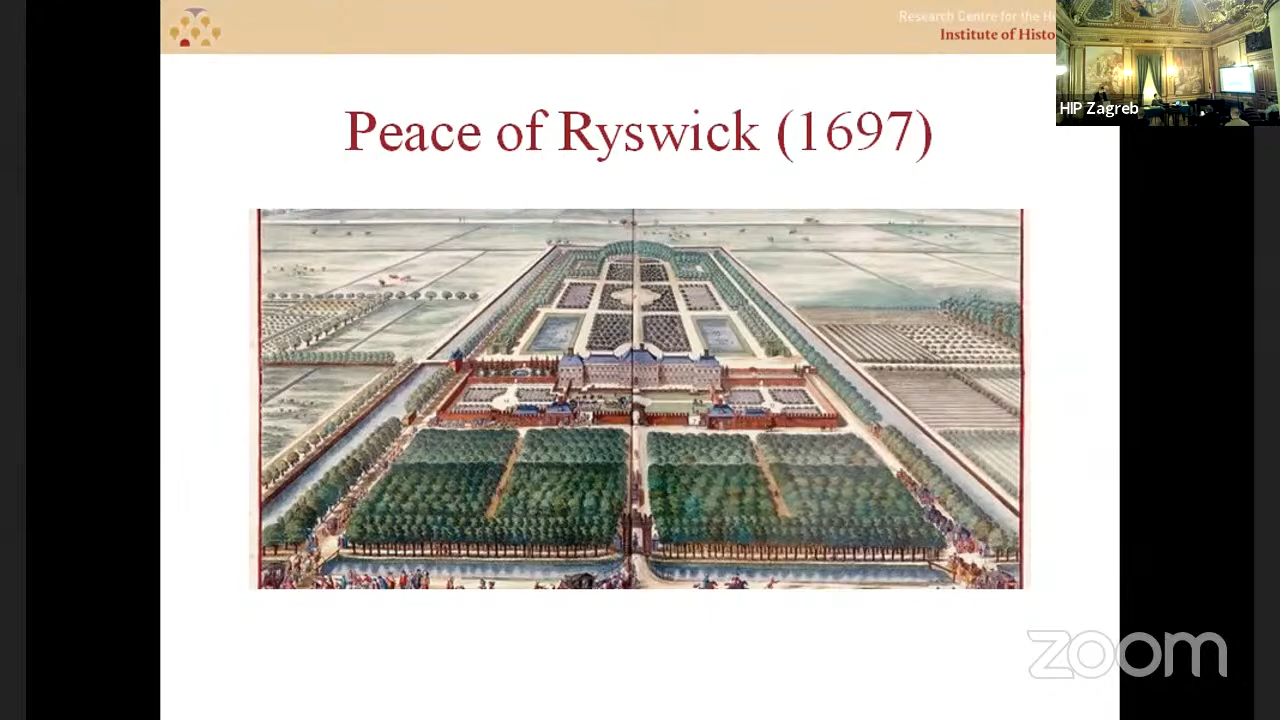 Research Centre for the H
Institute of Histo
HIP Zagreb
Peace of Ryswick (1697)
zoom